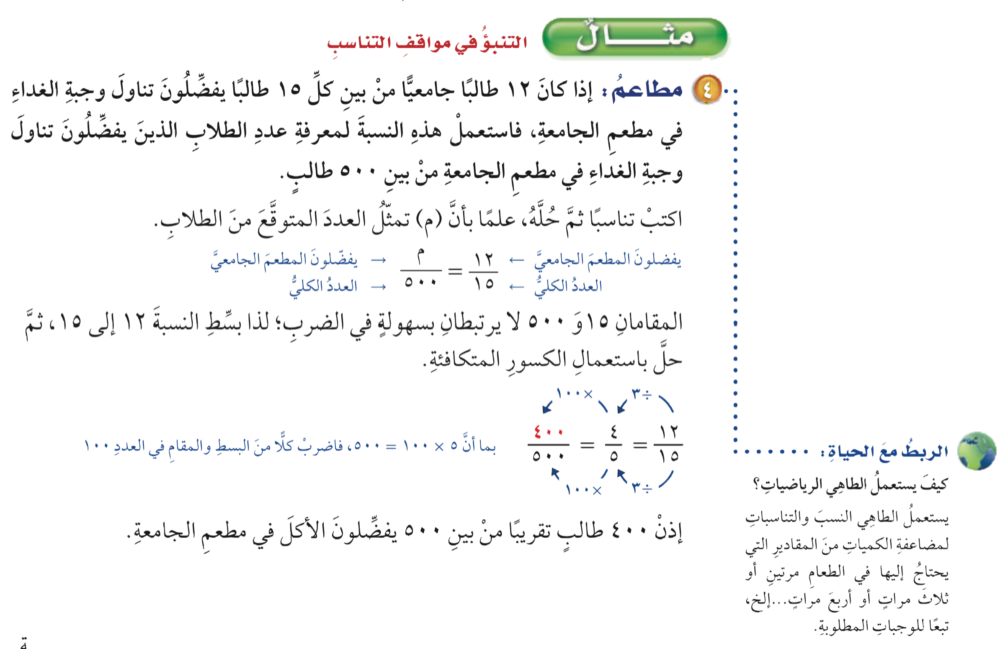 مثــــالٌ
التنبؤُ في مواقفِ التناسبِ
٤ مطاعمُ: إذا كانَ ١٢ طالبًا جامعيًّا منْ بينِ كلِّ ١٥ طالبًا يفضِّلُونَ تناولَ وجبةِ الغداءِ
في مطعمِ الجامعةِ، فاستعملْ هذهِ النسبةَ لمعرفةِ عددِ الطلابِ الذينَ يفضِّلُونَ تناولَ
وجبةِ الغداءِ في مطعمِ الجامعةِ منْ بينِ ٥٠٠ طالبٍ.
اكتبْ تناسبًا ثمَّ حُلَّهُ، علمًا بأنَّ (م) تمثّلُ العددَ المتوقَّعَ منَ الطلابِ.
يفضلونَ المطعمَ الجامعيَّ ← ١٢ = م → يفضّلونَ المطعمَ الجامعيَّ
العددُ الكليُّ ← ١٥ ٥٠٠ → العددُ الكليُّ
المقامانِ ١٥ وَ ٥٠٠ لا يرتبطانِ بسهولةٍ في الضربِ؛ لذا بسِّطِ النسبةَ ١٢ إلى ١٥، ثمَّ
حلَّ باستعمالِ الكسورِ المتكافئةِ.
÷٣ ×١٠٠
١٢ = ٤ = ٤٠٠
١٥ ٥ ٥٠٠
÷٣ ×١٠٠
بما أنَّ ٥ × ١٠٠ = ٥٠٠، فاضربْ كلًّا منَ البسطِ والمقامِ في العددِ ١٠٠
إذنْ ٤٠٠ طالبٍ تقريبًا منْ بينِ ٥٠٠ يفضِّلونَ الأكلَ في مطعمِ الجامعةِ.
الربطُ معَ الحياةِ:
كيفَ يستعملُ الطاهِي الرياضياتِ؟
يستعملُ الطاهِي النسبَ والتناسباتِ
لمضاعفةِ الكمياتِ منَ المقاديرِ التي
يحتاجُ إليها في الطعامِ مرتينِ أو
ثلاثَ مراتٍ أو أربعَ مراتٍ...إلخ،
تبعًا للوجباتِ المطلوبةِ.
ة